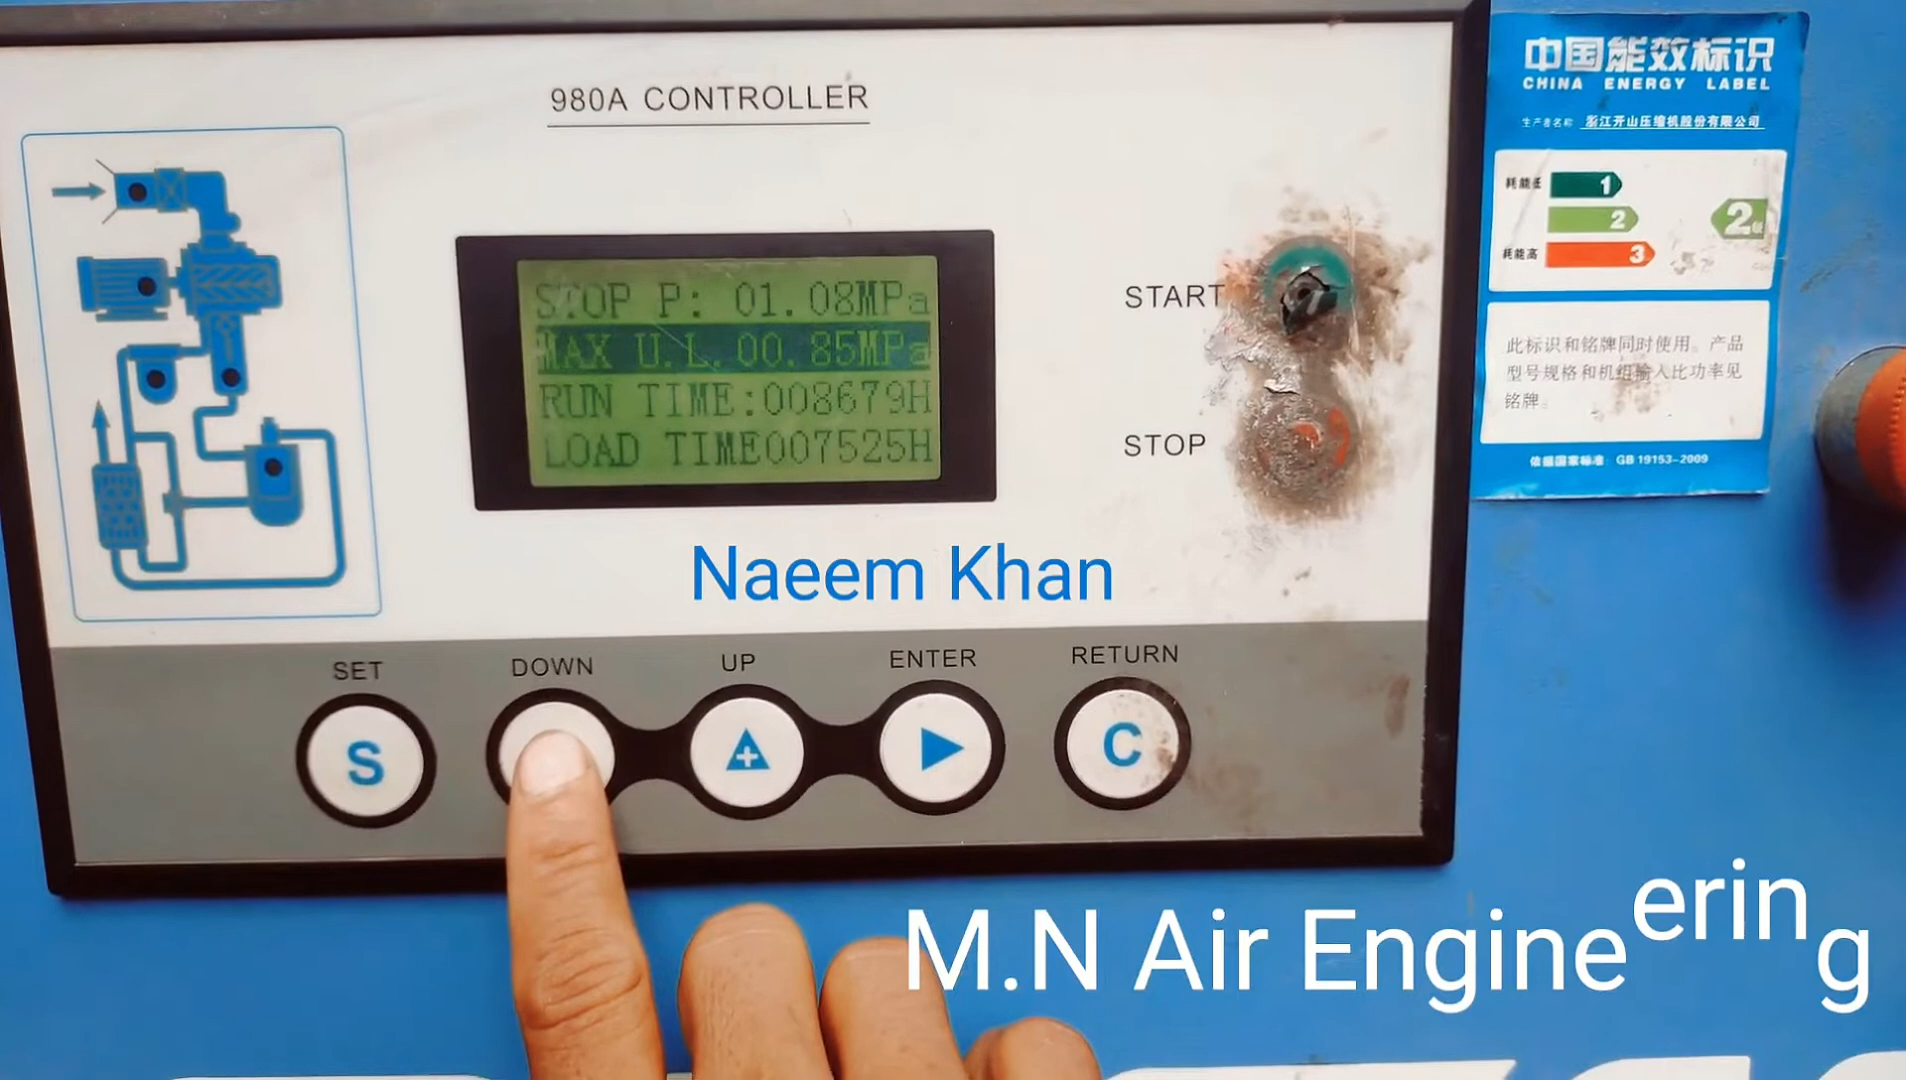 980A CONTROLLER
STOP P: 01.08MPa
MAX U.L.00.85MPa
RUN TIME:008679H
LOAD TIME007525H
START
STOP
Naeem Khan
SET
DOWN
UP
ENTER
RETURN
S
C
M.N Air Engineering
中国能效标识
CHINA ENERGY LABEL
生产者名称 浙江开山压缩机股份有限公司
耗能低
1
2
2级
耗能高
3
此标识和铭牌同时使用。产品
型号规格和机组输入比功率见
铭牌。
依据国家标准: GB 19153-2009